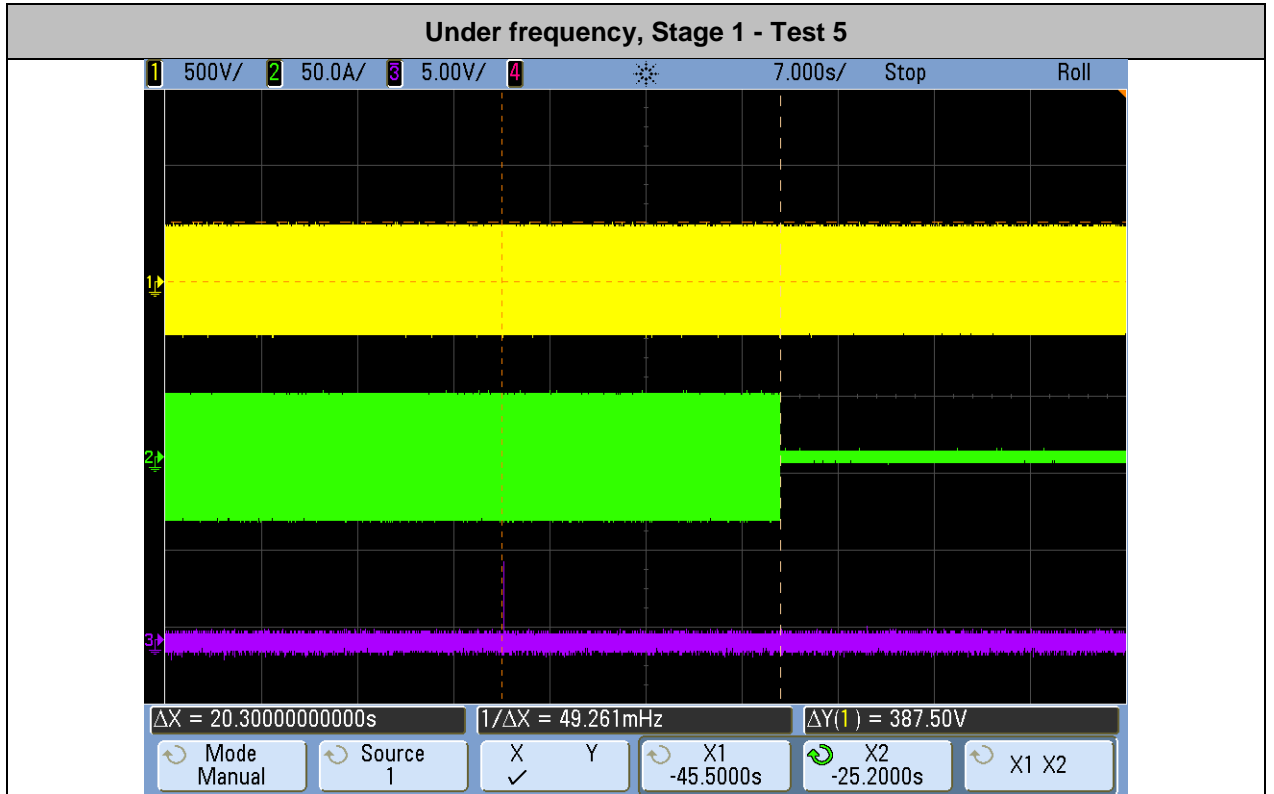 Under frequency, Stage 1 - Test 5
1 500V/ 2 50.0A/ 3 5.00V/ 4 7.000s/ Stop Roll
1
2
3
ΔX = 20.30000000000s 1/ΔX = 49.261mHz ΔY(1) = 387.50V
Mode Source X Y X1 X2 X1 X2
Manual 1 ✓ -45.5000s -25.2000s